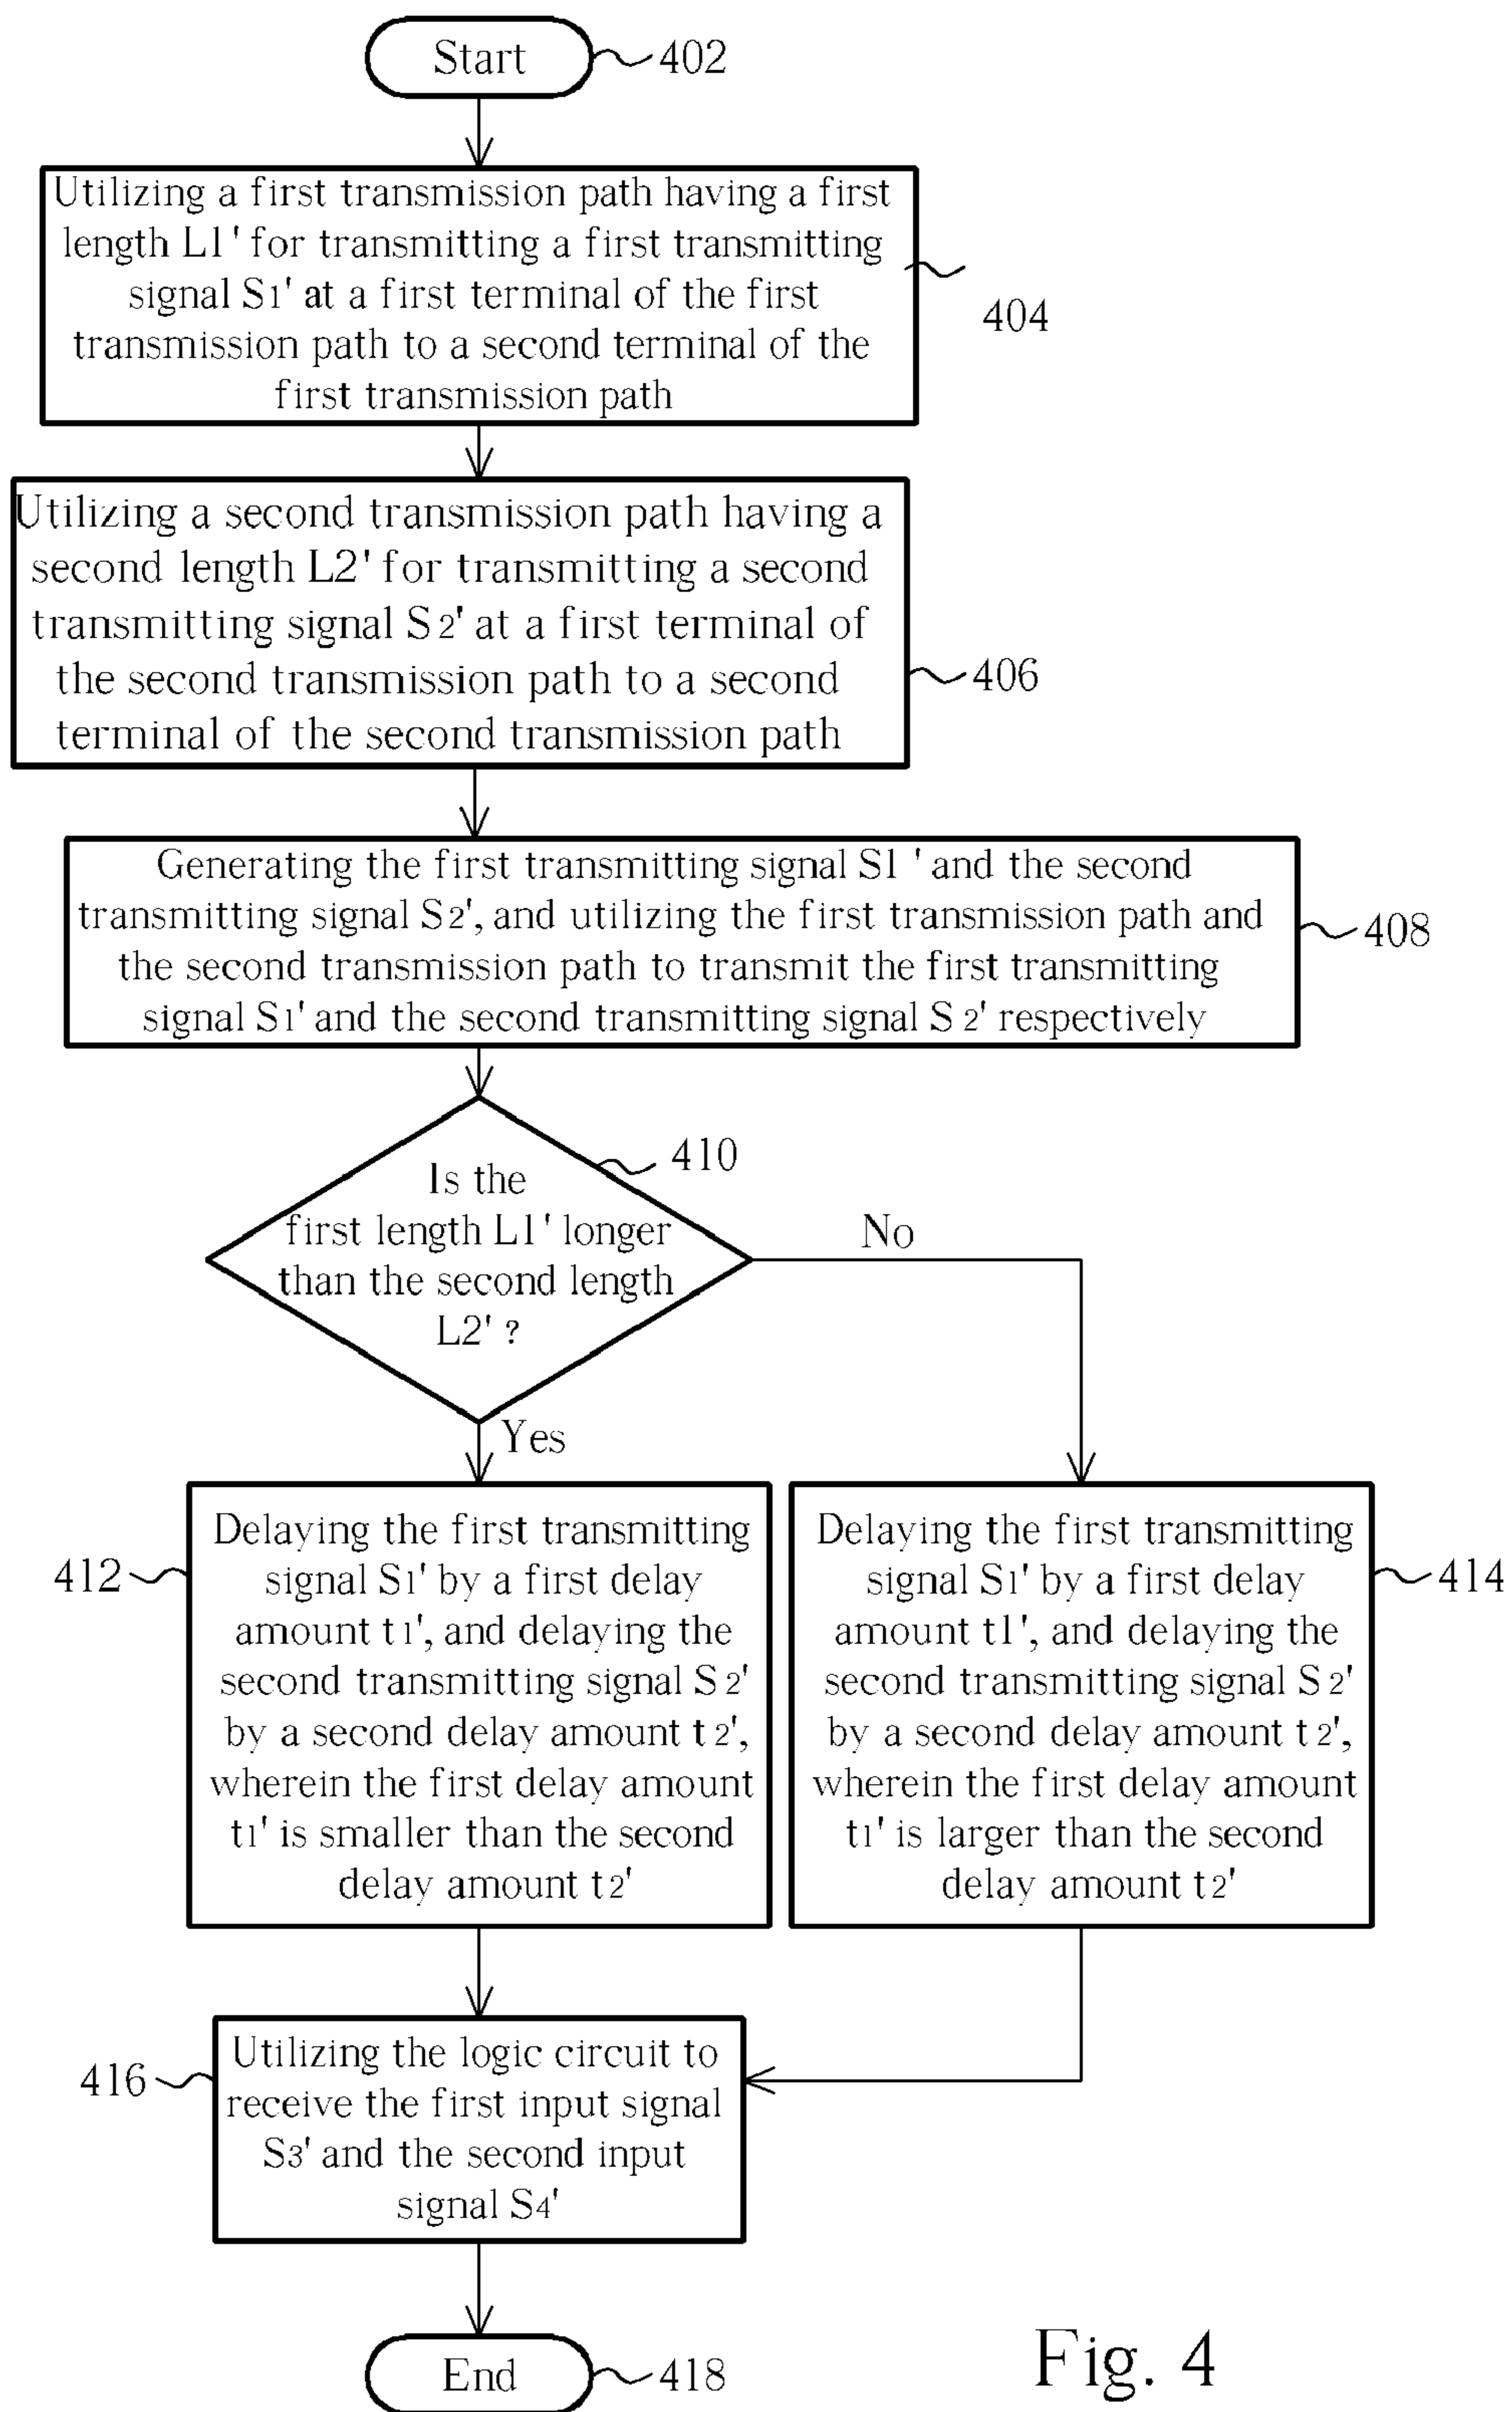 Start
402
Utilizing a first transmission path having a first
length L1' for transmitting a first transmitting
signal S1' at a first terminal of the first
transmission path to a second terminal of the
first transmission path
404
Utilizing a second transmission path having a
second length L2' for transmitting a second
transmitting signal S2' at a first terminal of
the second transmission path to a second
terminal of the second transmission path
406
Generating the first transmitting signal S1' and the second
transmitting signal S2', and utilizing the first transmission path and
the second transmission path to transmit the first transmitting
signal S1' and the second transmitting signal S2' respectively
408
Is the
first length L1' longer
than the second length
L2' ?
410
No
Yes
Delaying the first transmitting
signal S1' by a first delay
amount t1', and delaying the
second transmitting signal S2'
by a second delay amount t2',
wherein the first delay amount
t1' is smaller than the second
delay amount t2'
412
Delaying the first transmitting
signal S1' by a first delay
amount t1', and delaying the
second transmitting signal S2'
by a second delay amount t2',
wherein the first delay amount
t1' is larger than the second
delay amount t2'
414
Utilizing the logic circuit to
receive the first input signal
S3' and the second input
signal S4'
416
End
418
Fig. 4